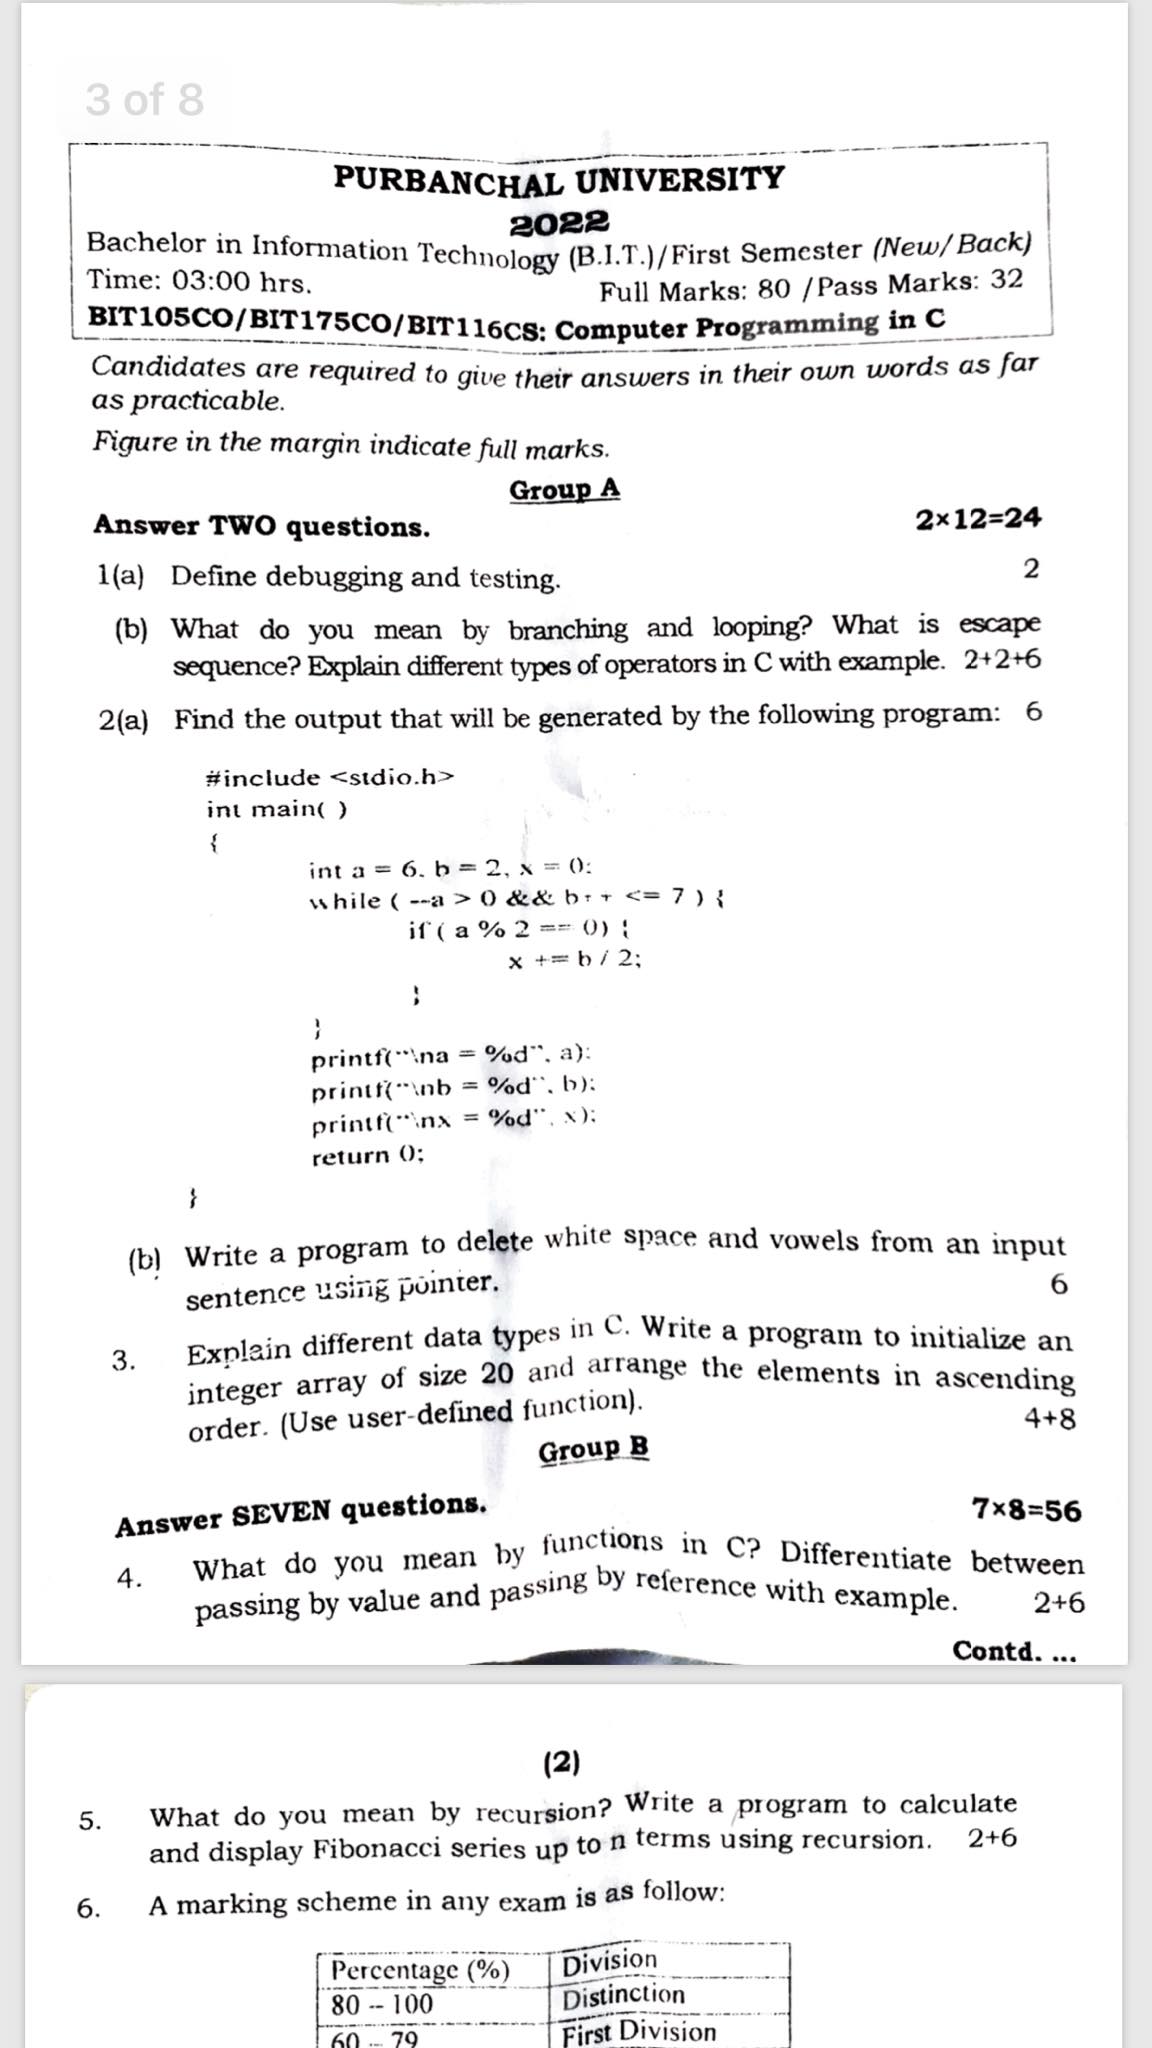 3 of 8
PURBANCHAL UNIVERSITY
2022
Bachelor in Information Technology (B.I.T.)/First Semester (New/Back)
Time: 03:00 hrs. Full Marks: 80 /Pass Marks: 32
BIT105CO/BIT175CO/BIT116CS: Computer Programming in C
Candidates are required to give their answers in their own words as far
as practicable.
Figure in the margin indicate full marks.
Group A
Answer TWO questions. 2×12=24
1(a) Define debugging and testing. 2
(b) What do you mean by branching and looping? What is escape
sequence? Explain different types of operators in C with example. 2+2+6
2(a) Find the output that will be generated by the following program: 6
#include <stdio.h>
int main( )
{
int a = 6, b = 2, x = 0;
while ( --a > 0 && b++ <= 7 ) {
if ( a % 2 == 0) {
x += b / 2;
}
}
printf("\na = %d", a);
printf("\nb = %d", b);
printf("\nx = %d", x);
return 0;
}
(b) Write a program to delete white space and vowels from an input
sentence using pointer. 6
3. Explain different data types in C. Write a program to initialize an
integer array of size 20 and arrange the elements in ascending
order. (Use user-defined function). 4+8
Group B
Answer SEVEN questions. 7×8=56
4. What do you mean by functions in C? Differentiate between
passing by value and passing by reference with example. 2+6
Contd. ...
(2)
5. What do you mean by recursion? Write a program to calculate
and display Fibonacci series up to n terms using recursion. 2+6
6. A marking scheme in any exam is as follow:
Percentage (%) Division
80 – 100 Distinction
60 – 79 First Division